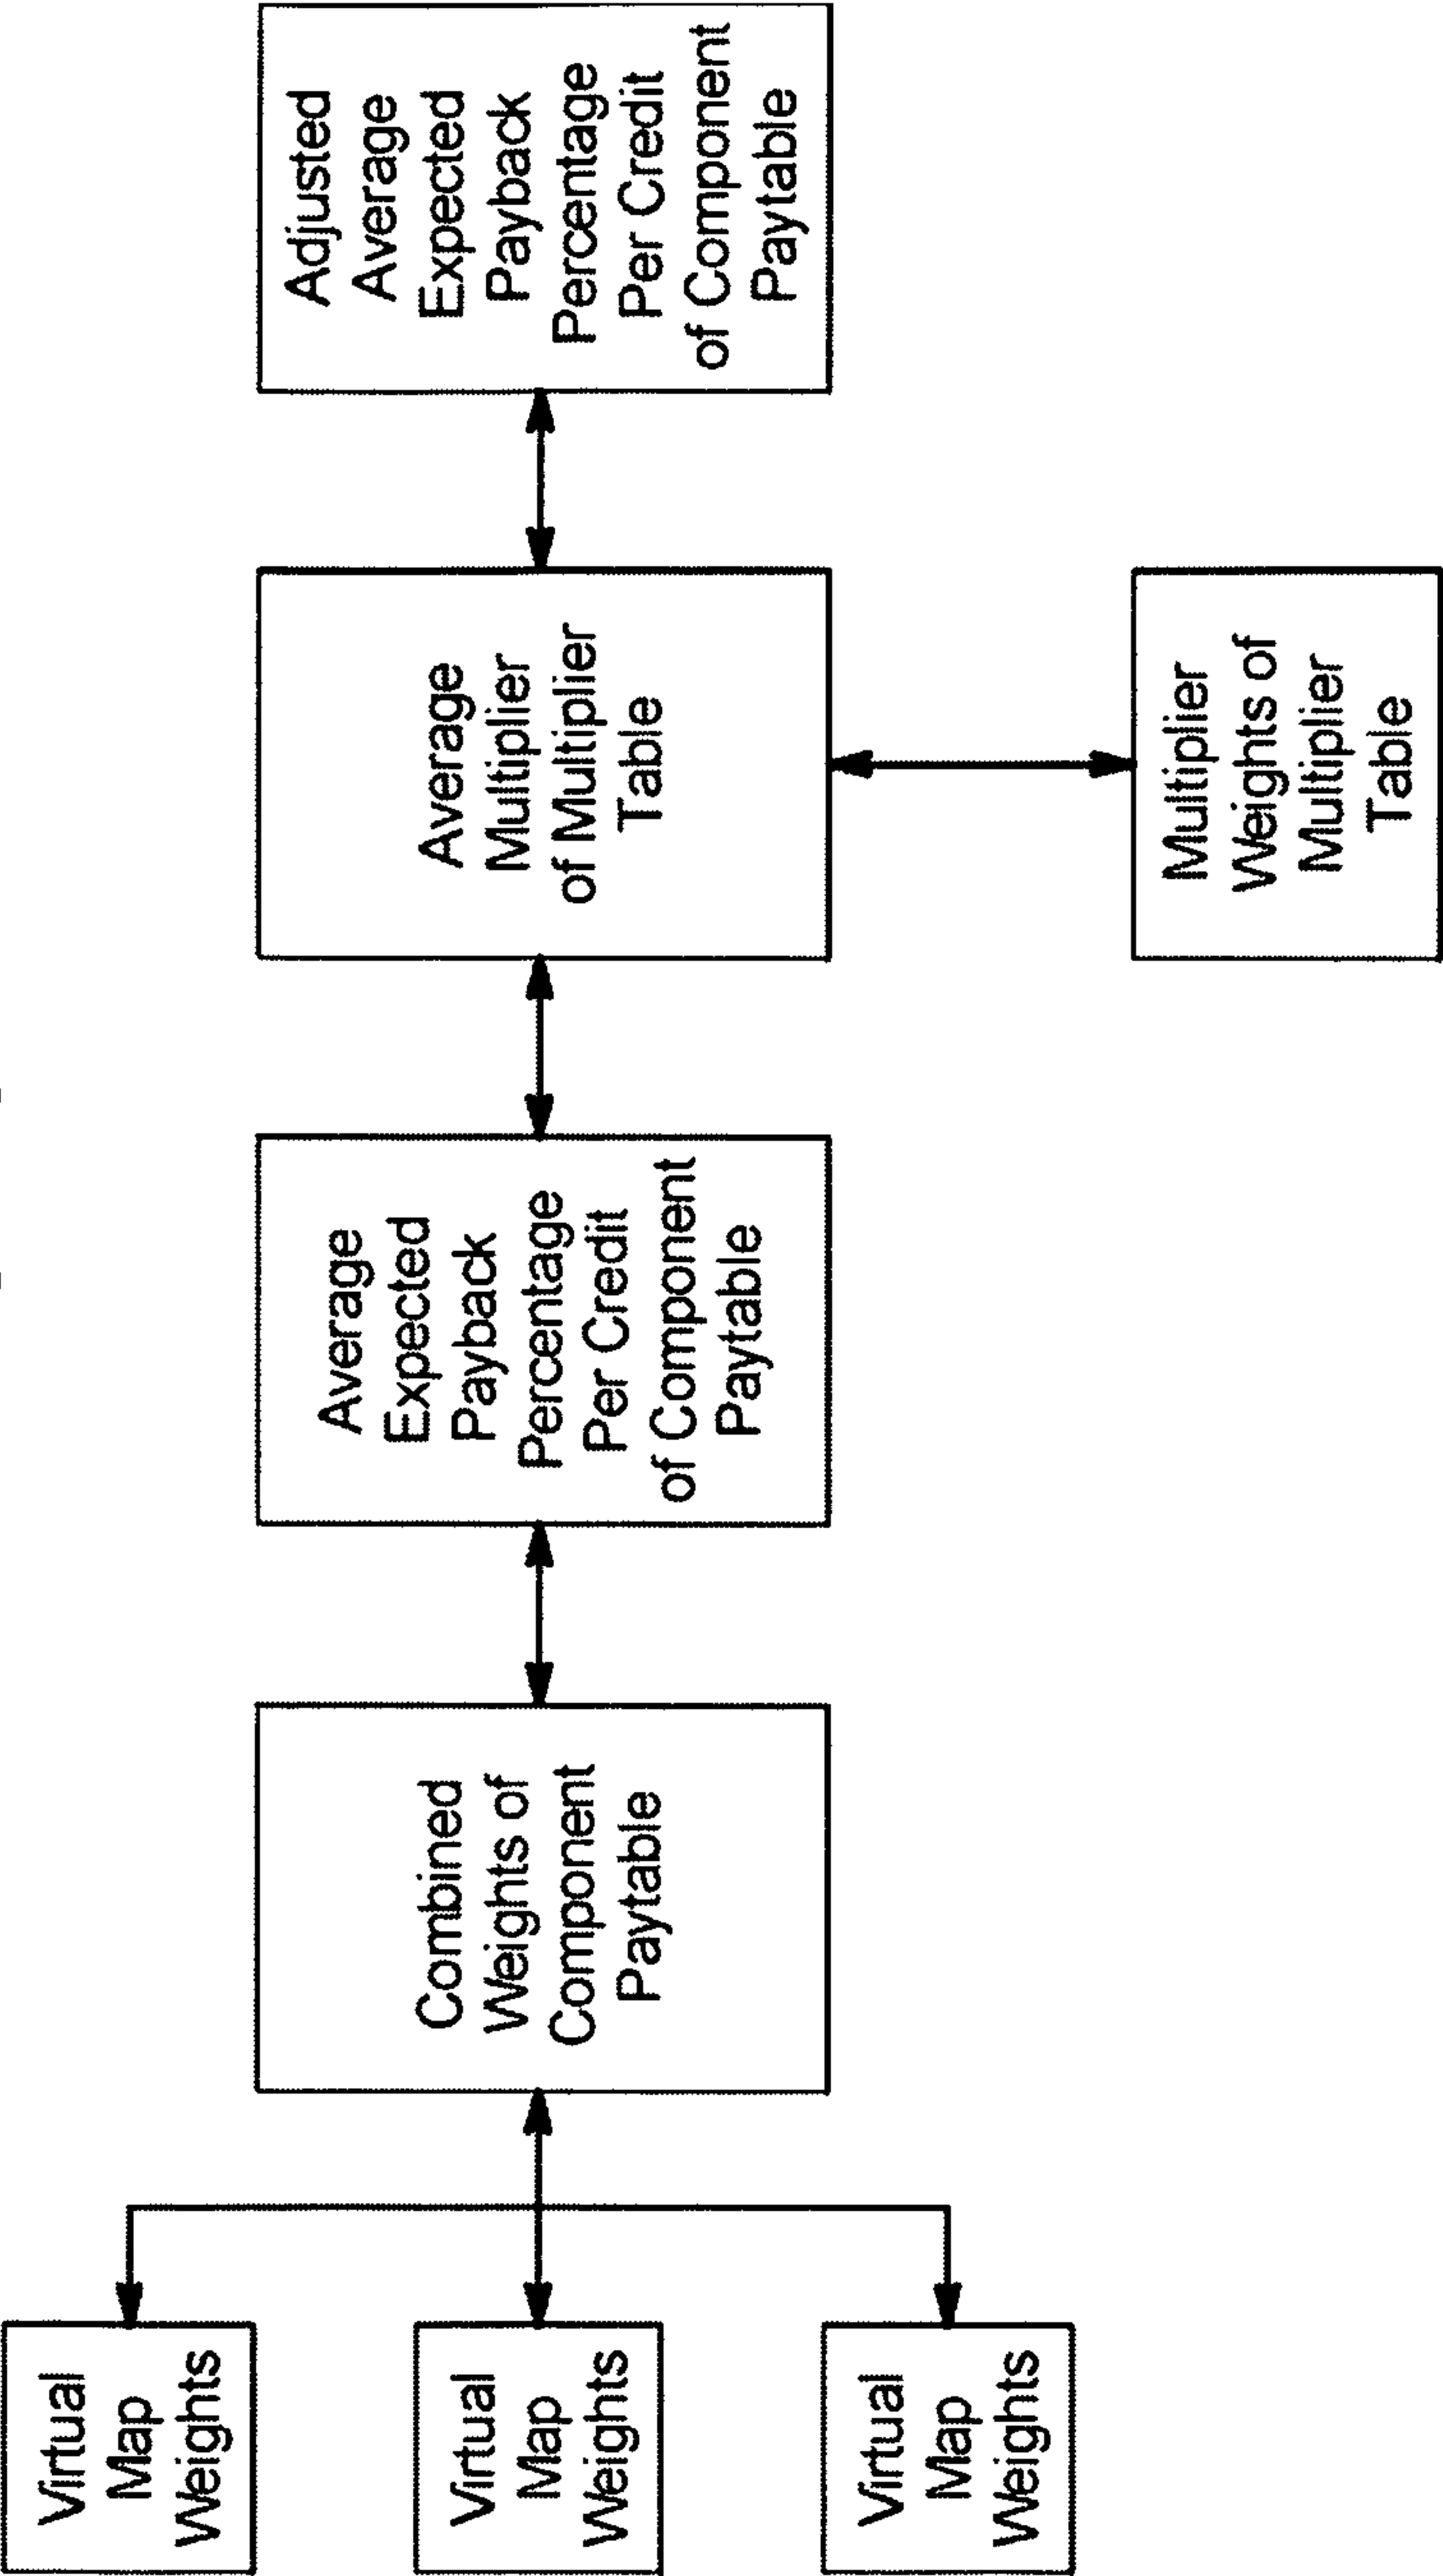 Virtual
Map
Weights
Virtual
Map
Weights
Virtual
Map
Weights
Combined
Weights of
Component
Paytable
Average
Expected
Payback
Percentage
Per Credit
of Component
Paytable
Average
Multiplier
of Multiplier
Table
Multiplier
Weights of
Multiplier
Table
Adjusted
Average
Expected
Payback
Percentage
Per Credit
of Component
Paytable